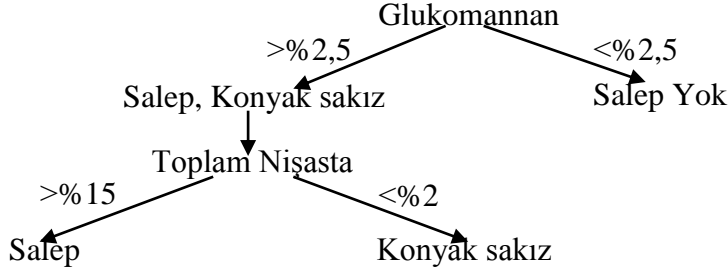 Glukomannan
>%2,5 <%2,5
Salep, Konyak sakız Salep Yok
Toplam Nişasta
>%15 <%2
Salep Konyak sakız